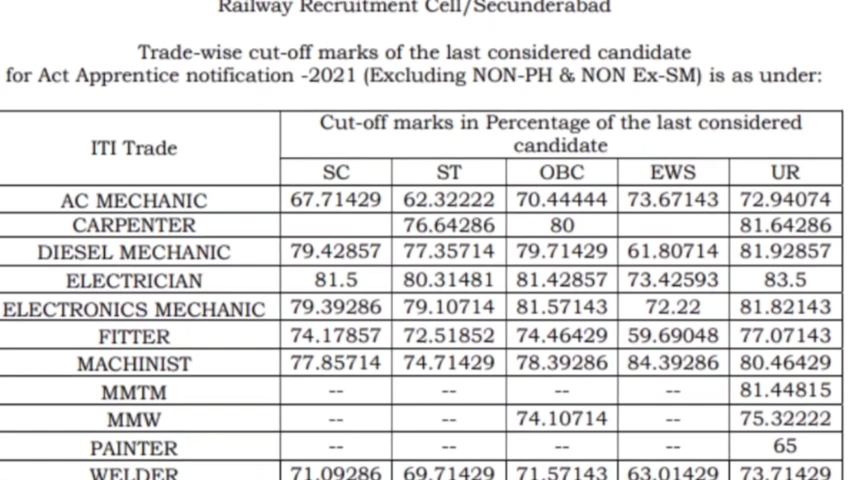 Railway Recruitment Cell/Secunderabad
Trade-wise cut-off marks of the last considered candidate
for Act Apprentice notification -2021 (Excluding NON-PH & NON Ex-SM) is as under:
ITI Trade
Cut-off marks in Percentage of the last considered
candidate
SC ST OBC EWS UR
AC MECHANIC 67.71429 62.32222 70.44444 73.67143 72.94074
CARPENTER 76.64286 80 81.64286
DIESEL MECHANIC 79.42857 77.35714 79.71429 61.80714 81.92857
ELECTRICIAN 81.5 80.31481 81.42857 73.42593 83.5
ELECTRONICS MECHANIC 79.39286 79.10714 81.57143 72.22 81.82143
FITTER 74.17857 72.51852 74.46429 59.69048 77.07143
MACHINIST 77.85714 74.71429 78.39286 84.39286 80.46429
MMTM -- -- -- -- 81.44815
MMW -- -- 74.10714 -- 75.32222
PAINTER -- -- -- -- 65
WELDER 71.09286 69.71429 71.57143 63.01429 73.71429